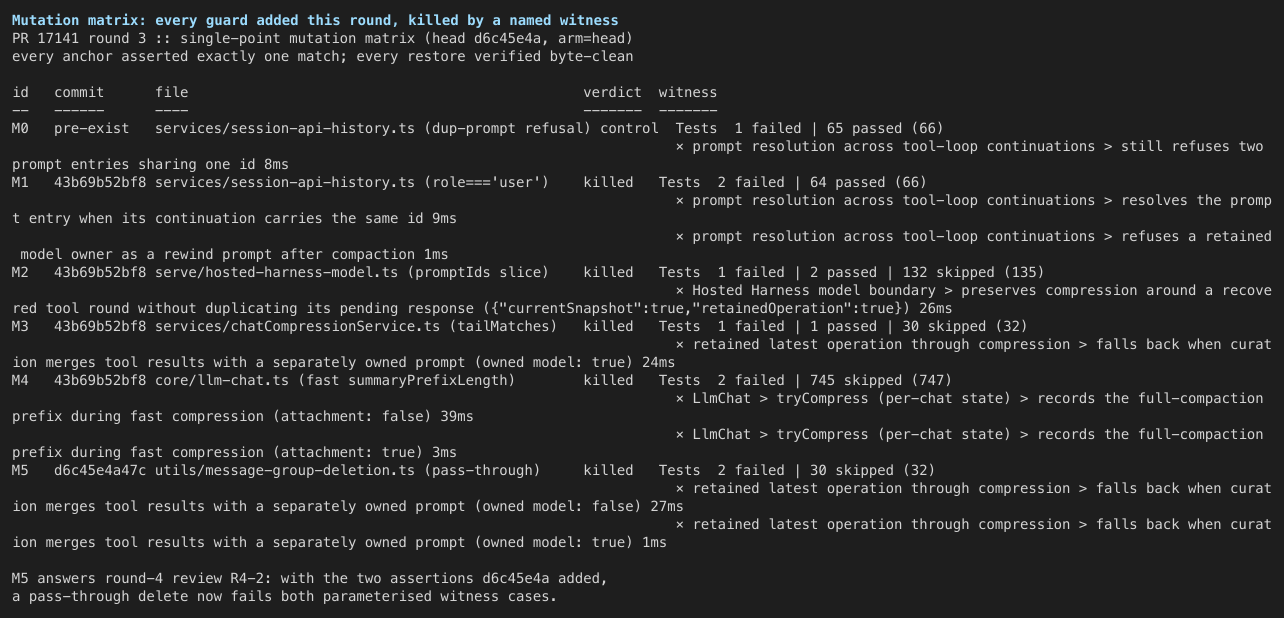 Mutation matrix: every guard added this round, killed by a named witness
PR 17141 round 3 :: single-point mutation matrix (head d6c45e4a, arm=head)
every anchor asserted exactly one match; every restore verified byte-clean
id   commit      file                                               verdict  witness
——   ——————      ————                                               ———————  ———————
M0   pre-exist   services/session-api-history.ts (dup-prompt refusal) control  Tests  1 failed | 65 passed (66)
× prompt resolution across tool-loop continuations > still refuses two
prompt entries sharing one id 8ms
M1   43b69b52bf8 services/session-api-history.ts (role==='user')    killed   Tests  2 failed | 64 passed (66)
× prompt resolution across tool-loop continuations > resolves the promp
t entry when its continuation carries the same id 9ms
× prompt resolution across tool-loop continuations > refuses a retained
model owner as a rewind prompt after compaction 1ms
M2   43b69b52bf8 serve/hosted-harness-model.ts (promptIds slice)    killed   Tests  1 failed | 2 passed | 132 skipped (135)
× Hosted Harness model boundary > preserves compression around a recove
red tool round without duplicating its pending response ({"currentSnapshot":true,"retainedOperation":true}) 26ms
M3   43b69b52bf8 services/chatCompressionService.ts (tailMatches)   killed   Tests  1 failed | 1 passed | 30 skipped (32)
× retained latest operation through compression > falls back when curat
ion merges tool results with a separately owned prompt (owned model: true) 24ms
M4   43b69b52bf8 core/llm-chat.ts (fast summaryPrefixLength)        killed   Tests  2 failed | 745 skipped (747)
× LlmChat > tryCompress (per-chat state) > records the full-compaction
prefix during fast compression (attachment: false) 39ms
× LlmChat > tryCompress (per-chat state) > records the full-compaction
prefix during fast compression (attachment: true) 3ms
M5   d6c45e4a47c utils/message-group-deletion.ts (pass-through)     killed   Tests  2 failed | 30 skipped (32)
× retained latest operation through compression > falls back when curat
ion merges tool results with a separately owned prompt (owned model: false) 27ms
× retained latest operation through compression > falls back when curat
ion merges tool results with a separately owned prompt (owned model: true) 1ms
M5 answers round-4 review R4-2: with the two assertions d6c45e4a added,
a pass-through delete now fails both parameterised witness cases.